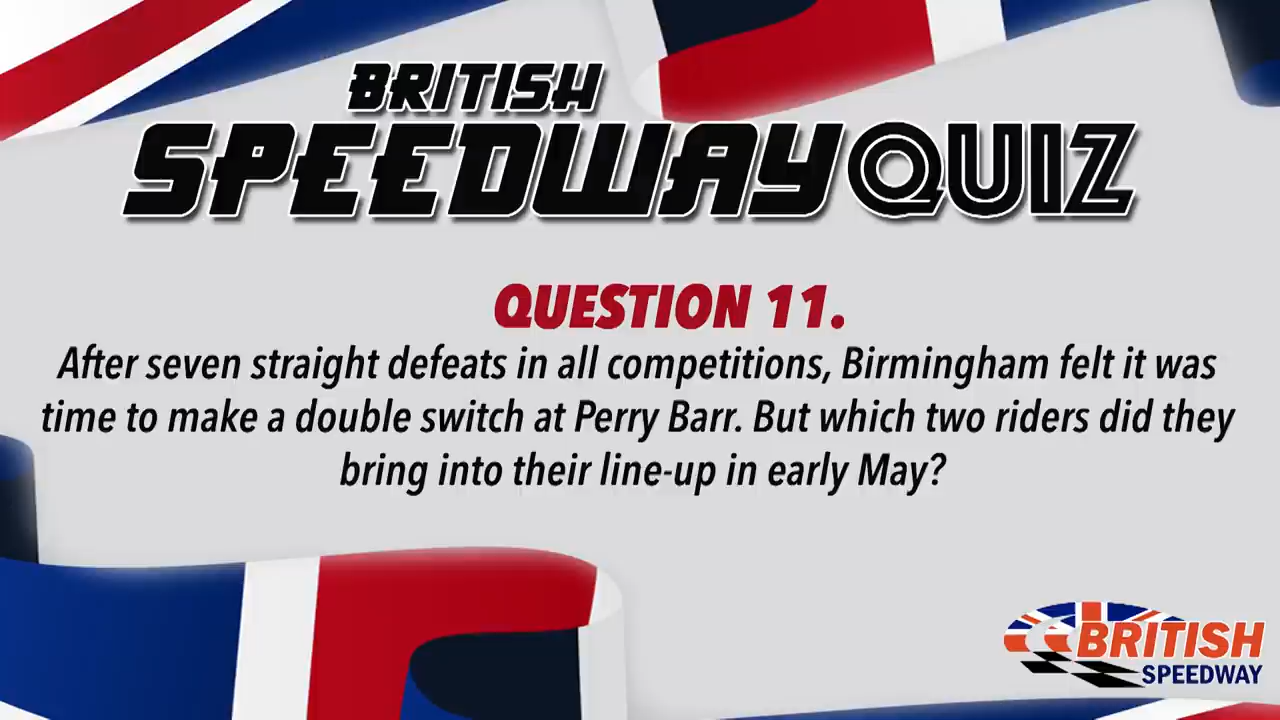 BRITISH
SPEEDWAY QUIZ
QUESTION 11.
After seven straight defeats in all competitions, Birmingham felt it was
time to make a double switch at Perry Barr. But which two riders did they
bring into their line-up in early May?
BRITISH
SPEEDWAY